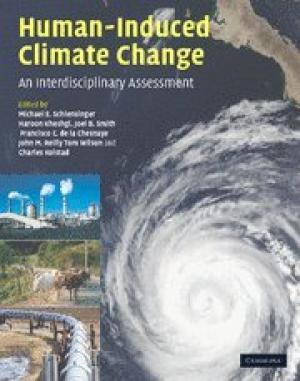 Human-Induced
Climate Change
An Interdisciplinary Assessment
Edited by
Michael E. Schlesinger
Haroon Kheshgi, Joel B. Smith
Francisco C. de la Chesnaye
John M. Reilly Tom Wilson and
Charles Kolstad
CAMBRIDGE